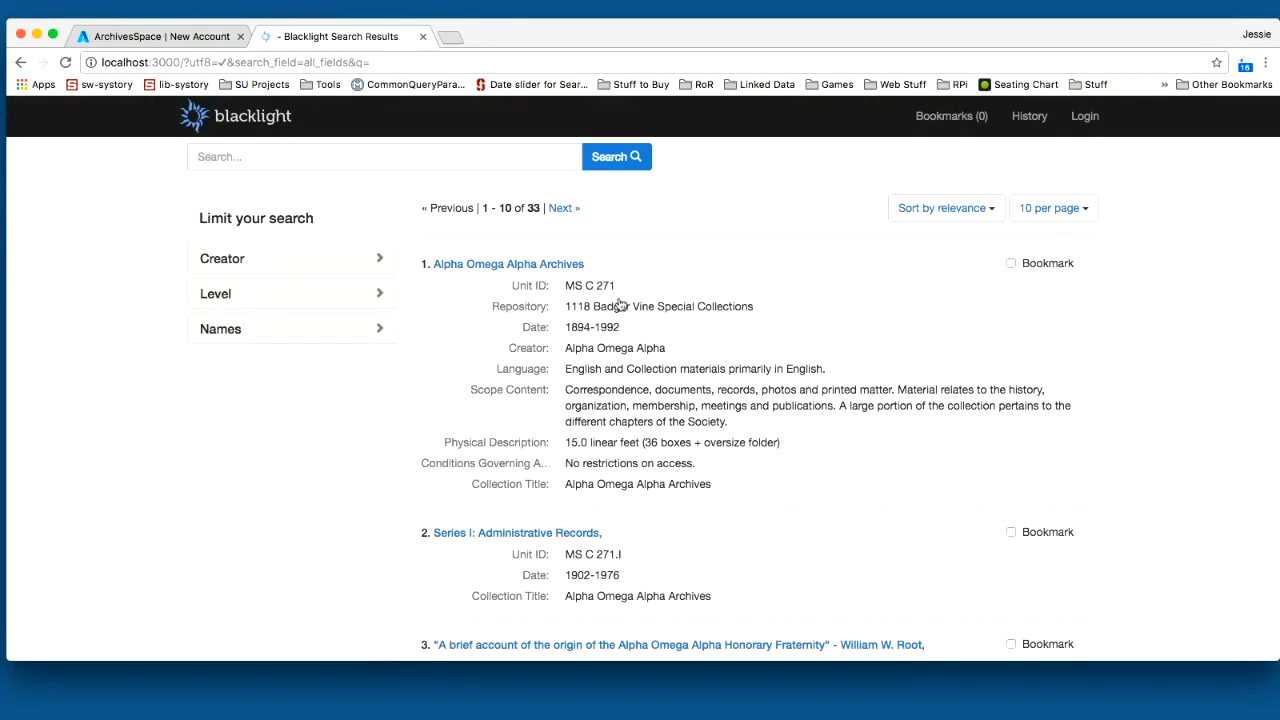 ArchivesSpace | New Account
- Blacklight Search Results
Jessie
localhost:3000/?utf8=✓&search_field=all_fields&q=
Apps
sw-systory
lib-systory
SU Projects
Tools
CommonQueryPara...
Date slider for Sear...
Stuff to Buy
RoR
Linked Data
Games
Web Stuff
RPi
Seating Chart
Stuff
»
Other Bookmarks
16
blacklight
Bookmarks (0)
History
Login
Search...
Search
Limit your search
Creator
Level
Names
« Previous | 1 - 10 of 33 | Next »
Sort by relevance
10 per page
1. Alpha Omega Alpha Archives
Bookmark
Unit ID: MS C 271
Repository: 1118 Badger Vine Special Collections
Date: 1894-1992
Creator: Alpha Omega Alpha
Language: English and Collection materials primarily in English.
Scope Content: Correspondence, documents, records, photos and printed matter. Material relates to the history,
organization, membership, meetings and publications. A large portion of the collection pertains to the
different chapters of the Society.
Physical Description: 15.0 linear feet (36 boxes + oversize folder)
Conditions Governing A... No restrictions on access.
Collection Title: Alpha Omega Alpha Archives
2. Series I: Administrative Records,
Bookmark
Unit ID: MS C 271.I
Date: 1902-1976
Collection Title: Alpha Omega Alpha Archives
3. "A brief account of the origin of the Alpha Omega Alpha Honorary Fraternity" - William W. Root,
Bookmark